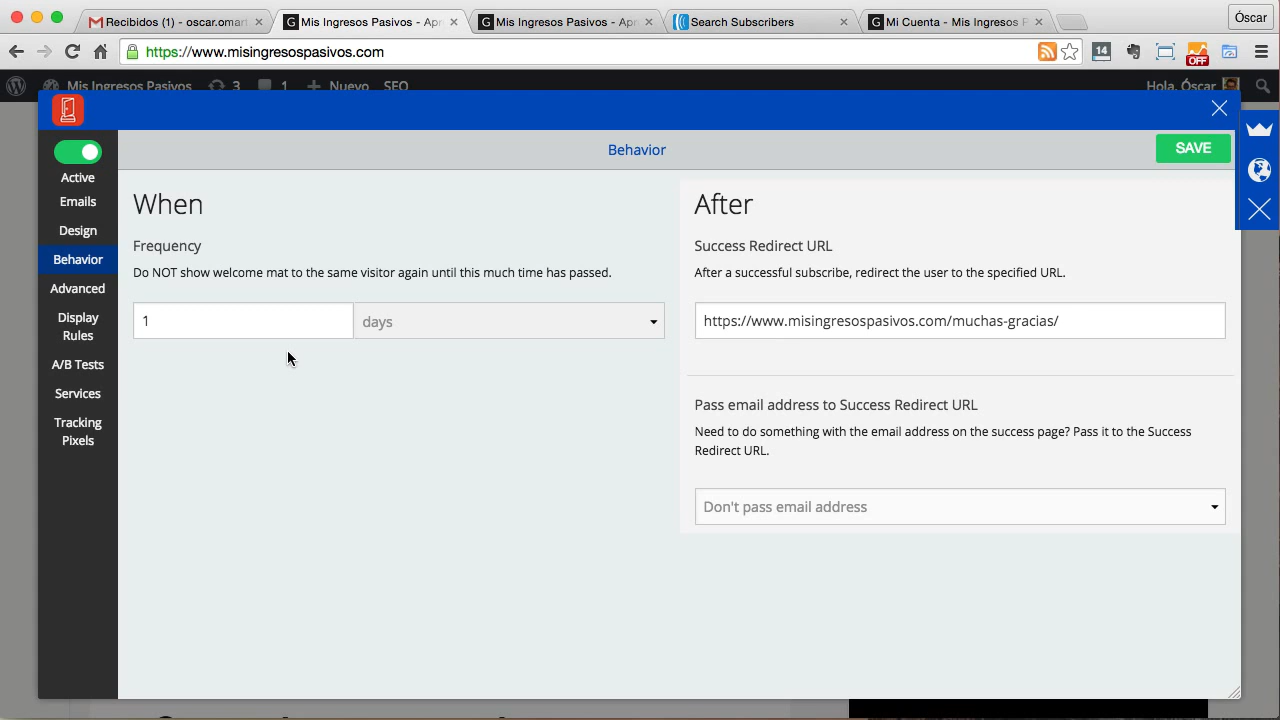 Recibidos (1) - oscar.omar
Mis Ingresos Pasivos - Apr
Mis Ingresos Pasivos - Apr
Search Subscribers
Mi Cuenta - Mis Ingresos P
Óscar
https://www.misingresospasivos.com
14
OFF
Mis Ingresos Pasivos
3
1
Nuevo
SEO
Hola, Óscar
Active
Emails
Design
Behavior
Advanced
Display
Rules
A/B Tests
Services
Tracking
Pixels
Behavior
SAVE
When
Frequency
Do NOT show welcome mat to the same visitor again until this much time has passed.
1
days
After
Success Redirect URL
After a successful subscribe, redirect the user to the specified URL.
https://www.misingresospasivos.com/muchas-gracias/
Pass email address to Success Redirect URL
Need to do something with the email address on the success page? Pass it to the Success
Redirect URL.
Don't pass email address